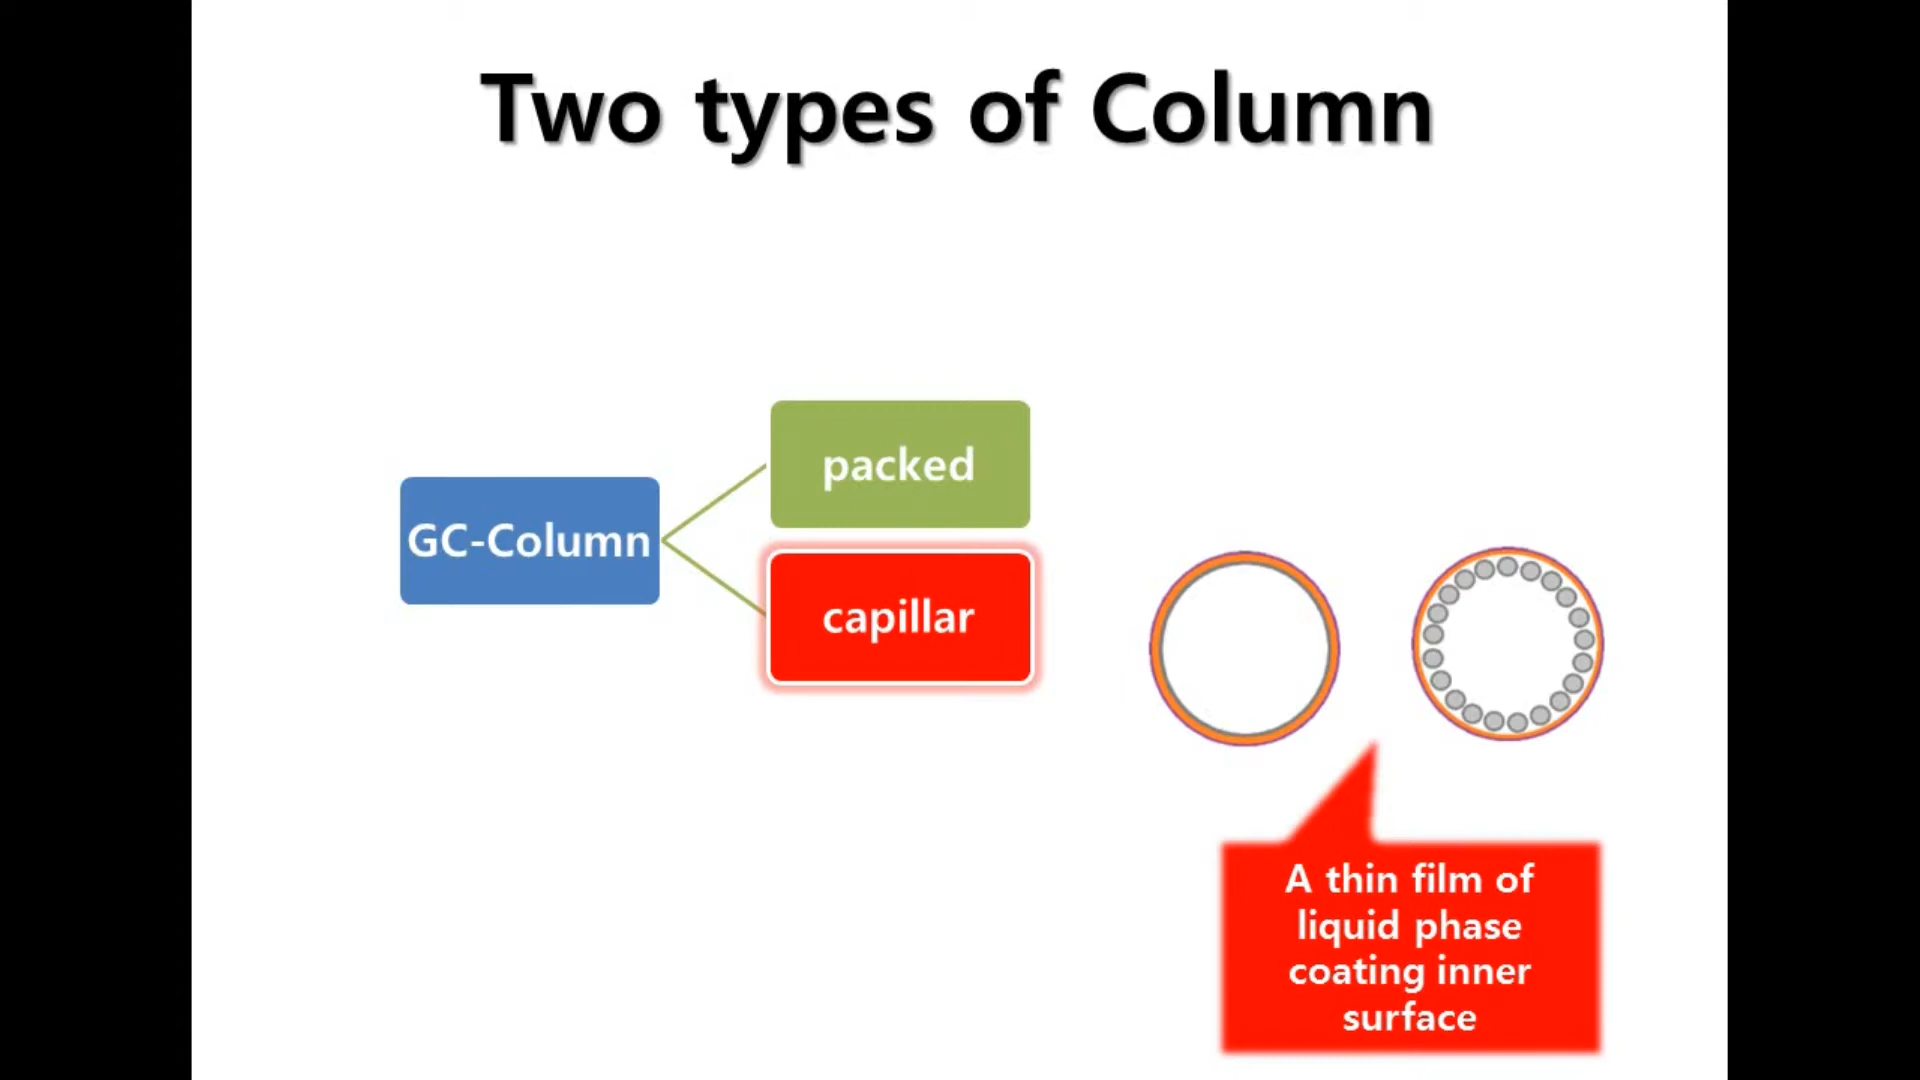 Two types of Column
packed
GC-Column
capillar
A thin film of
liquid phase
coating inner
surface